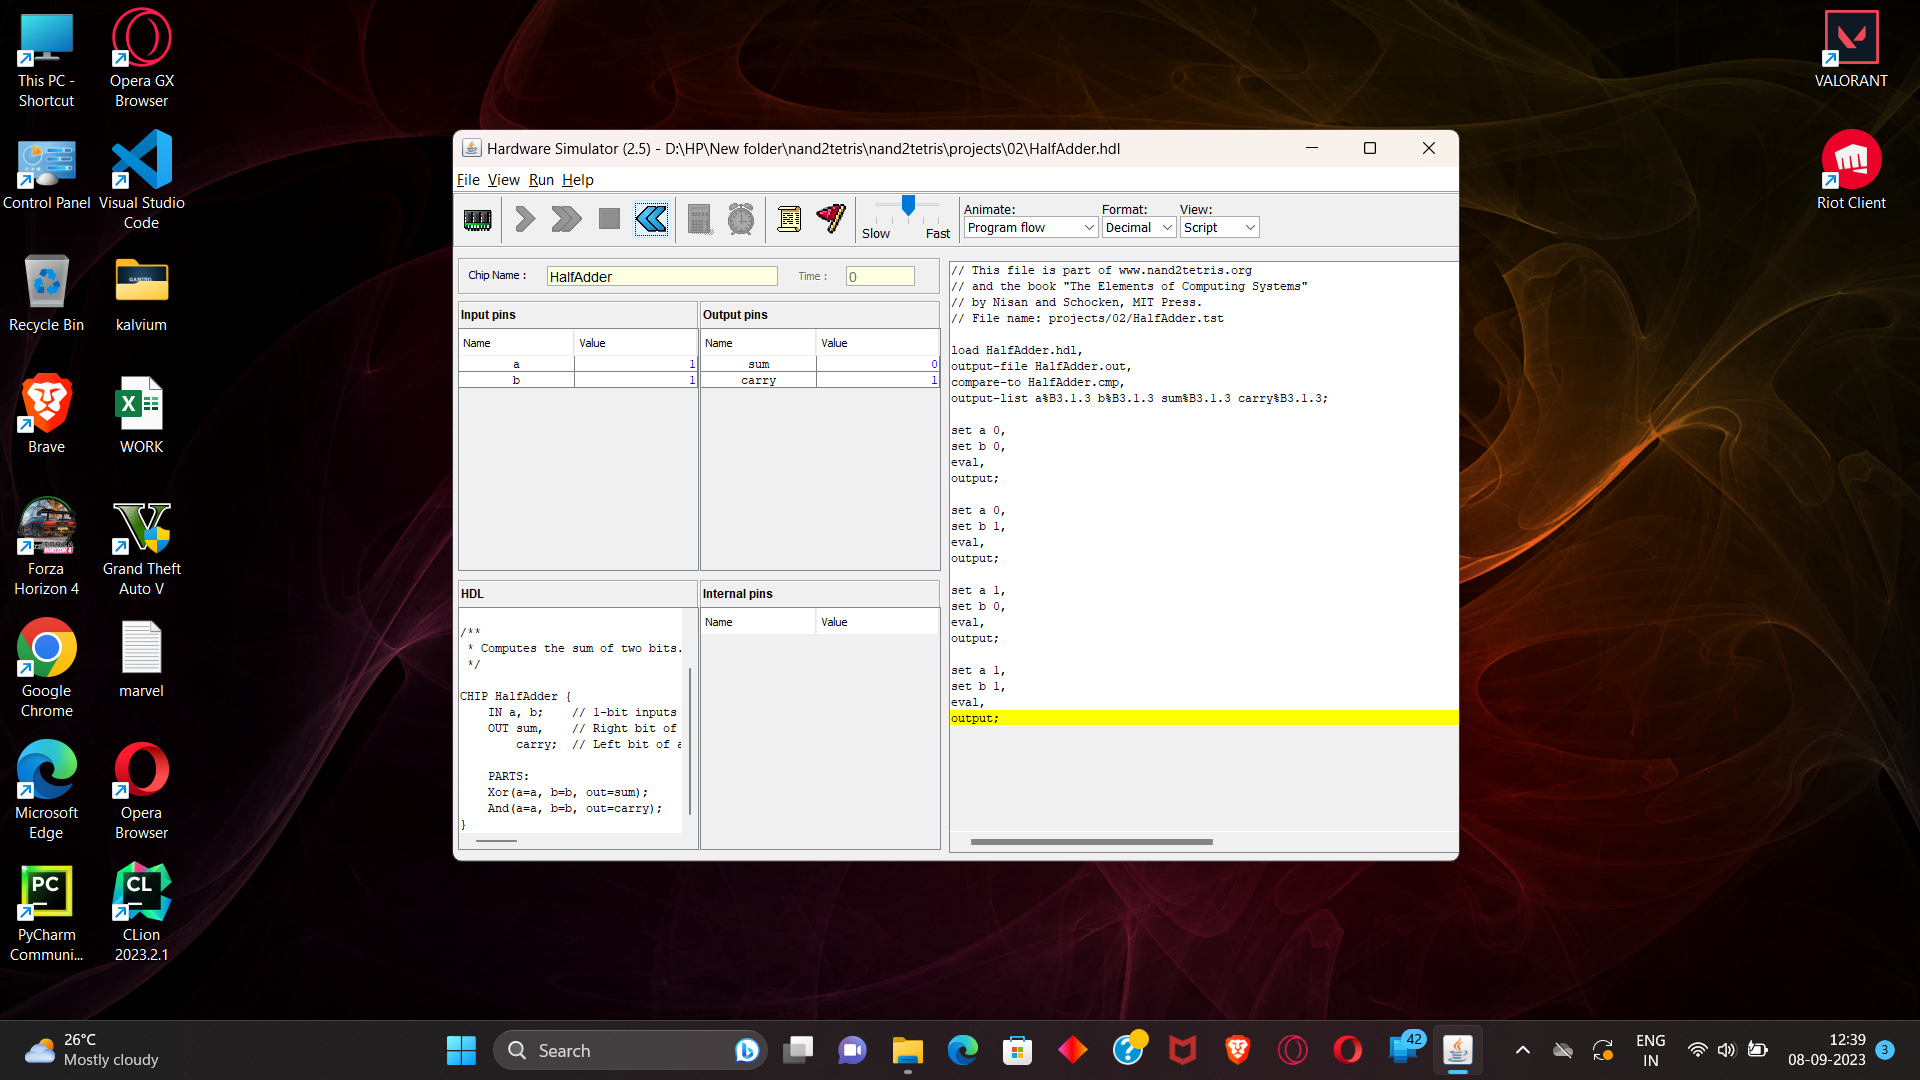 This PC -
Shortcut
Opera GX
Browser
Control Panel
Visual Studio
Code
Recycle Bin
GAMING
kalvium
Brave
WORK
Forza
Horizon 4
Grand Theft
Auto V
Google
Chrome
marvel
Microsoft
Edge
Opera
Browser
PC
PyCharm
Communi...
CL
CLion
2023.2.1
VALORANT
Riot Client
Hardware Simulator (2.5) - D:\HP\New folder\nand2tetris\nand2tetris\projects\02\HalfAdder.hdl
File View Run Help
Slow Fast
Animate: Format: View:
Program flow Decimal Script
Chip Name : HalfAdder Time : 0
Input pins
Name Value
a 1
b 1
Output pins
Name Value
sum 0
carry 1
HDL
/**
* Computes the sum of two bits.
*/
CHIP HalfAdder {
IN a, b; // 1-bit inputs
OUT sum, // Right bit of
carry; // Left bit of a
PARTS:
Xor(a=a, b=b, out=sum);
And(a=a, b=b, out=carry);
}
Internal pins
Name Value
// This file is part of www.nand2tetris.org
// and the book "The Elements of Computing Systems"
// by Nisan and Schocken, MIT Press.
// File name: projects/02/HalfAdder.tst
load HalfAdder.hdl,
output-file HalfAdder.out,
compare-to HalfAdder.cmp,
output-list a%B3.1.3 b%B3.1.3 sum%B3.1.3 carry%B3.1.3;
set a 0,
set b 0,
eval,
output;
set a 0,
set b 1,
eval,
output;
set a 1,
set b 0,
eval,
output;
set a 1,
set b 1,
eval,
output;
26°C
Mostly cloudy
Search
42
ENG
IN
12:39
08-09-2023
3